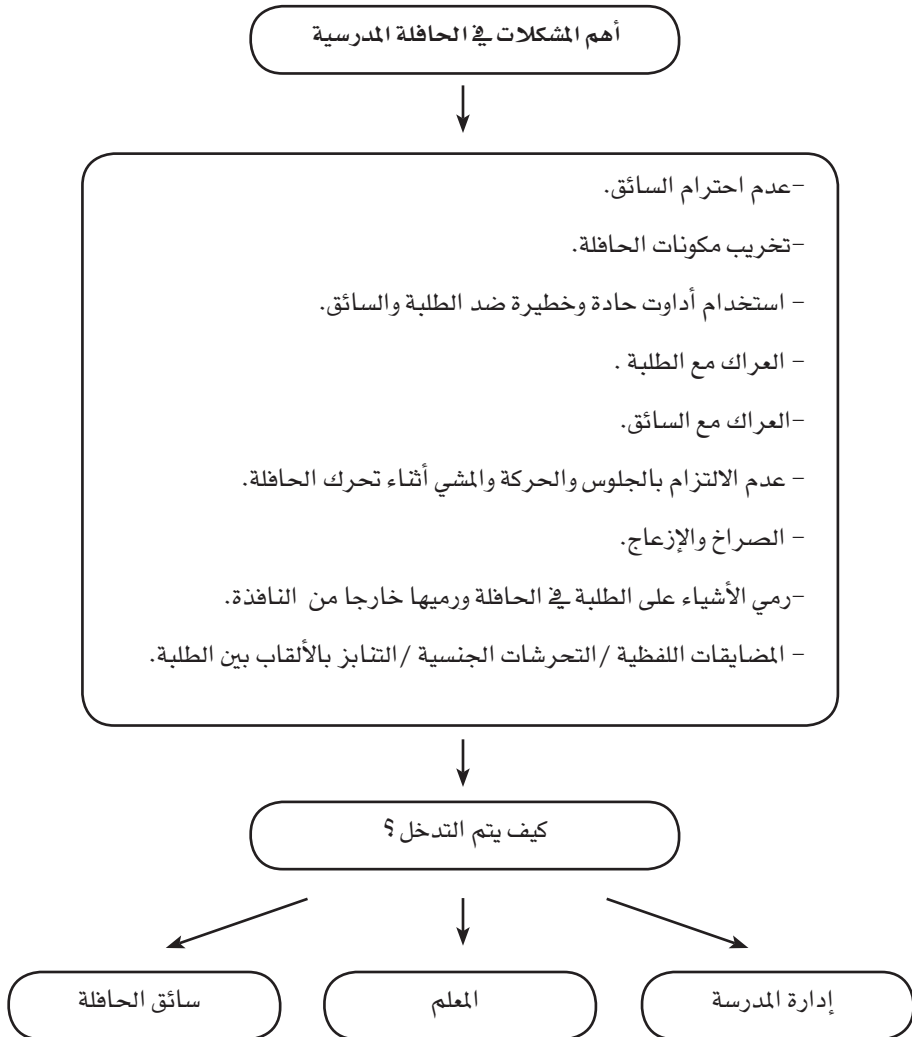 أهم المشكلات في الحافلة المدرسية
-عدم احترام السائق.
-تخريب مكونات الحافلة.
- استخدام أداوت حادة وخطيرة ضد الطلبة والسائق.
- العراك مع الطلبة .
-العراك مع السائق.
- عدم الالتزام بالجلوس والحركة والمشي أثناء تحرك الحافلة.
- الصراخ والإزعاج.
-رمي الأشياء على الطلبة في الحافلة ورميها خارجا من النافذة.
- المضايقات اللفظية /التحرشات الجنسية /التنابز بالألقاب بين الطلبة.
كيف يتم التدخل ؟
إدارة المدرسة
المعلم
سائق الحافلة